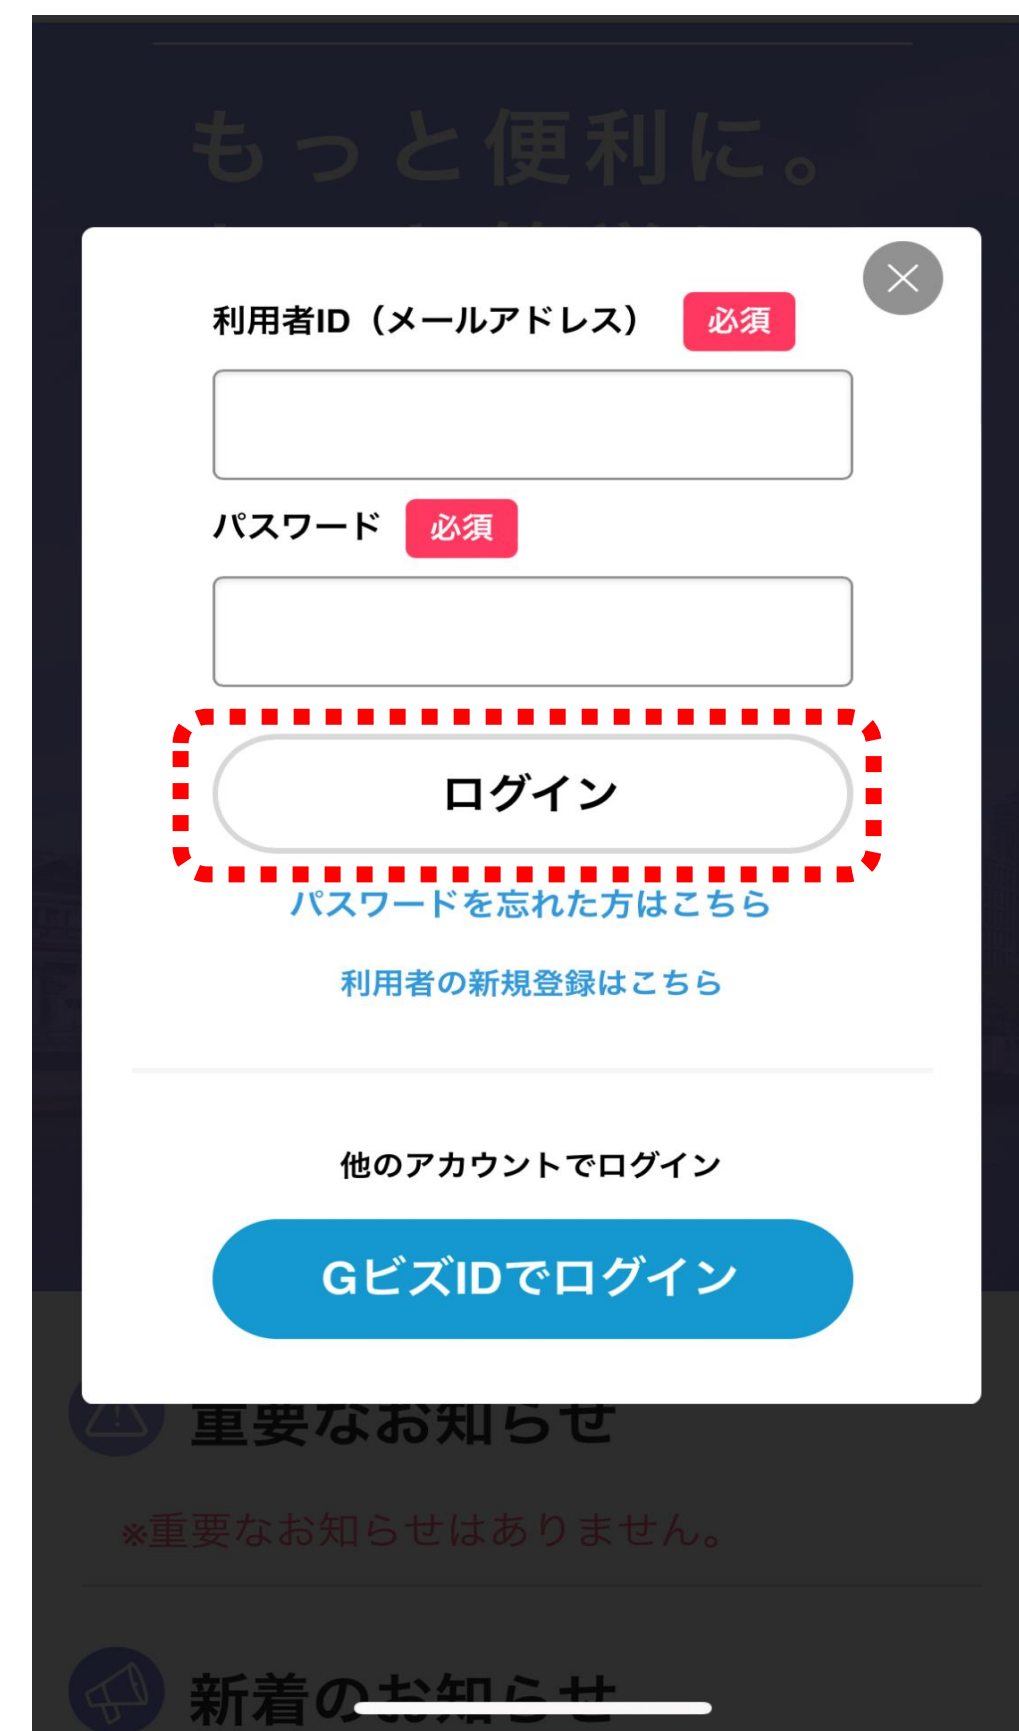 もっと便利に。
利用者ID（メールアドレス） 必須
パスワード 必須
ログイン
パスワードを忘れた方はこちら
利用者の新規登録はこちら
他のアカウントでログイン
GビズIDでログイン
重要なお知らせ
※重要なお知らせはありません。
新着のお知らせ